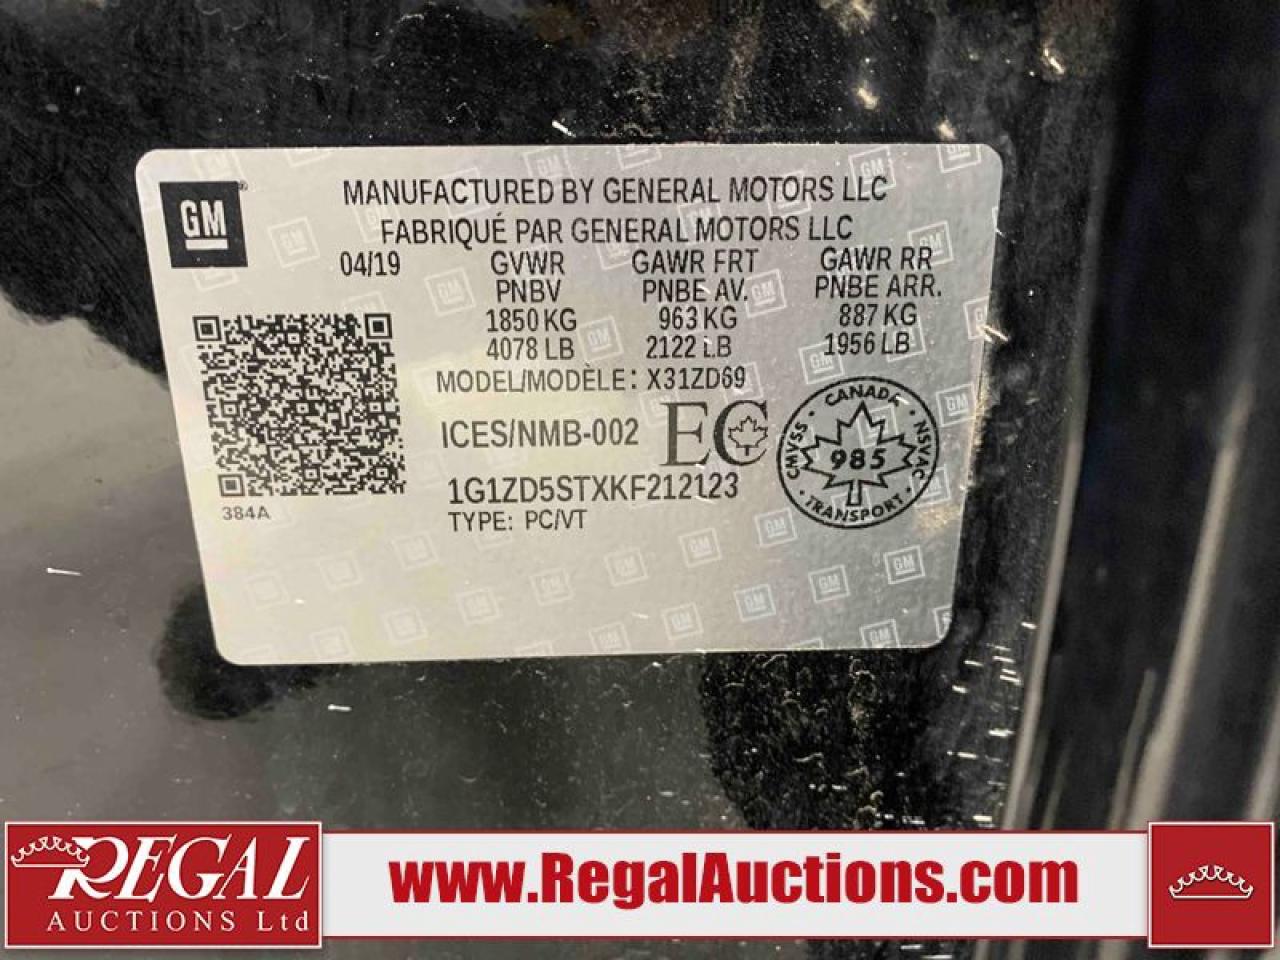 GM®
MANUFACTURED BY GENERAL MOTORS LLC
FABRIQUÉ PAR GENERAL MOTORS LLC
04/19 GVWR GAWR FRT GAWR RR
PNBV PNBE AV. PNBE ARR.
1850 KG 963 KG 887 KG
4078 LB 2122 LB 1956 LB
MODEL/MODÈLE: X31ZD69
ICES/NMB-002 EC
CANADA
CMVSS 985 NSVAC
TRANSPORT
1G1ZD5STXKF212123
384A TYPE: PC/VT
REGAL
AUCTIONS Ltd
www.RegalAuctions.com